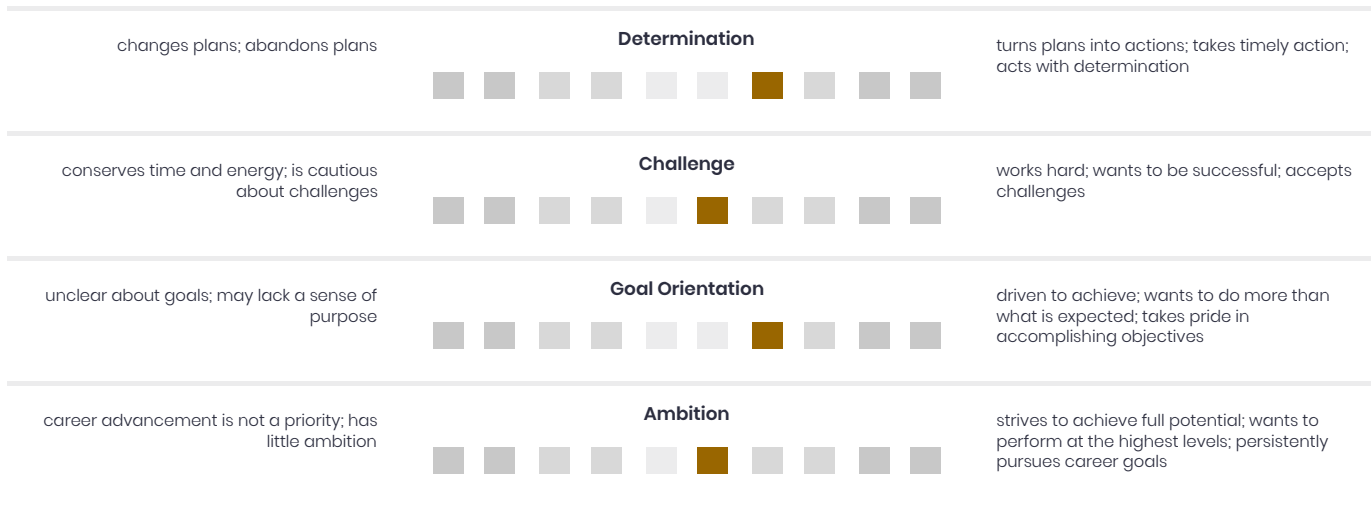 Determination
changes plans; abandons plans
turns plans into actions; takes timely action;
acts with determination
Challenge
conserves time and energy; is cautious
about challenges
works hard; wants to be successful; accepts
challenges
Goal Orientation
unclear about goals; may lack a sense of
purpose
driven to achieve; wants to do more than
what is expected; takes pride in
accomplishing objectives
Ambition
career advancement is not a priority; has
little ambition
strives to achieve full potential; wants to
perform at the highest levels; persistently
pursues career goals